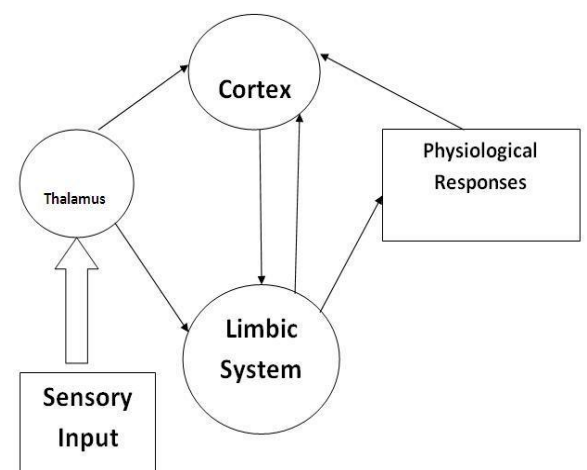 Cortex
Physiological
Responses
Thalamus
Limbic
System
Sensory
Input